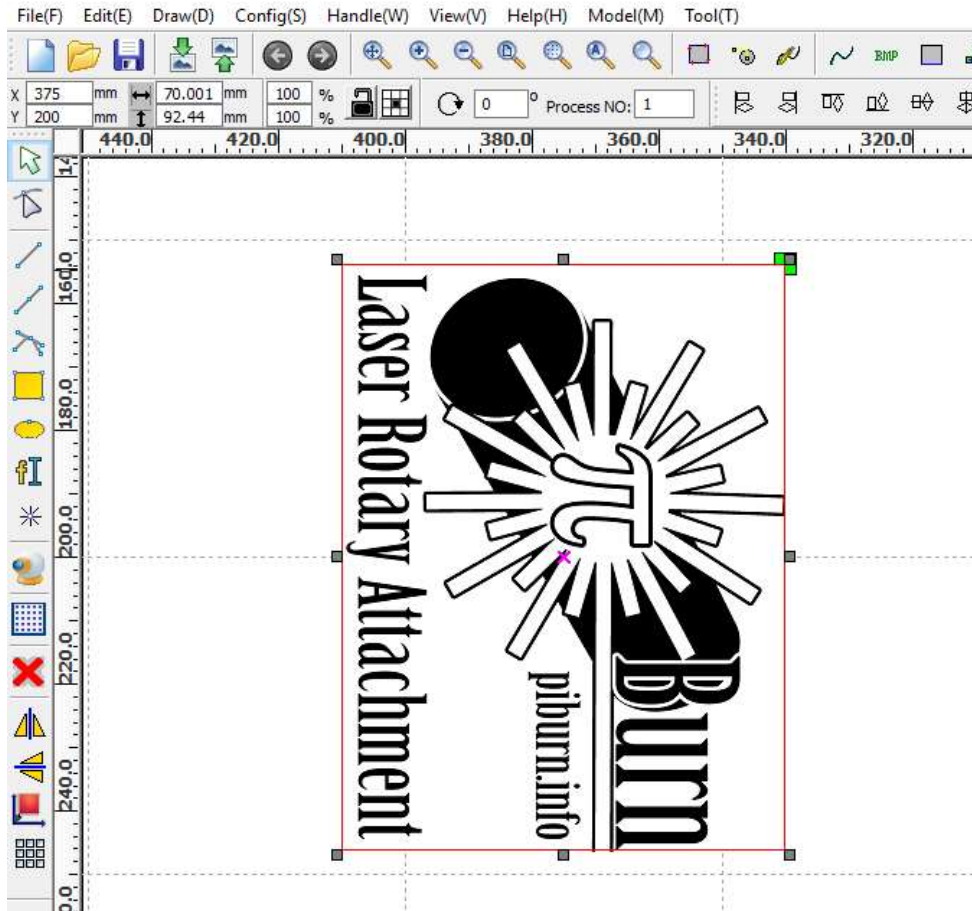 File(F) Edit(E) Draw(D) Config(S) Handle(W) View(V) Help(H) Model(M) Tool(T)
BMP
X 375 mm 70.001 mm 100 %
Y 200 mm 92.44 mm 100 %
0 ° Process NO: 1
440.0 420.0 400.0 380.0 360.0 340.0 320.0
160.0
180.0
200.0
220.0
240.0
Laser Rotary Attachment
π
Burn
piburn.info